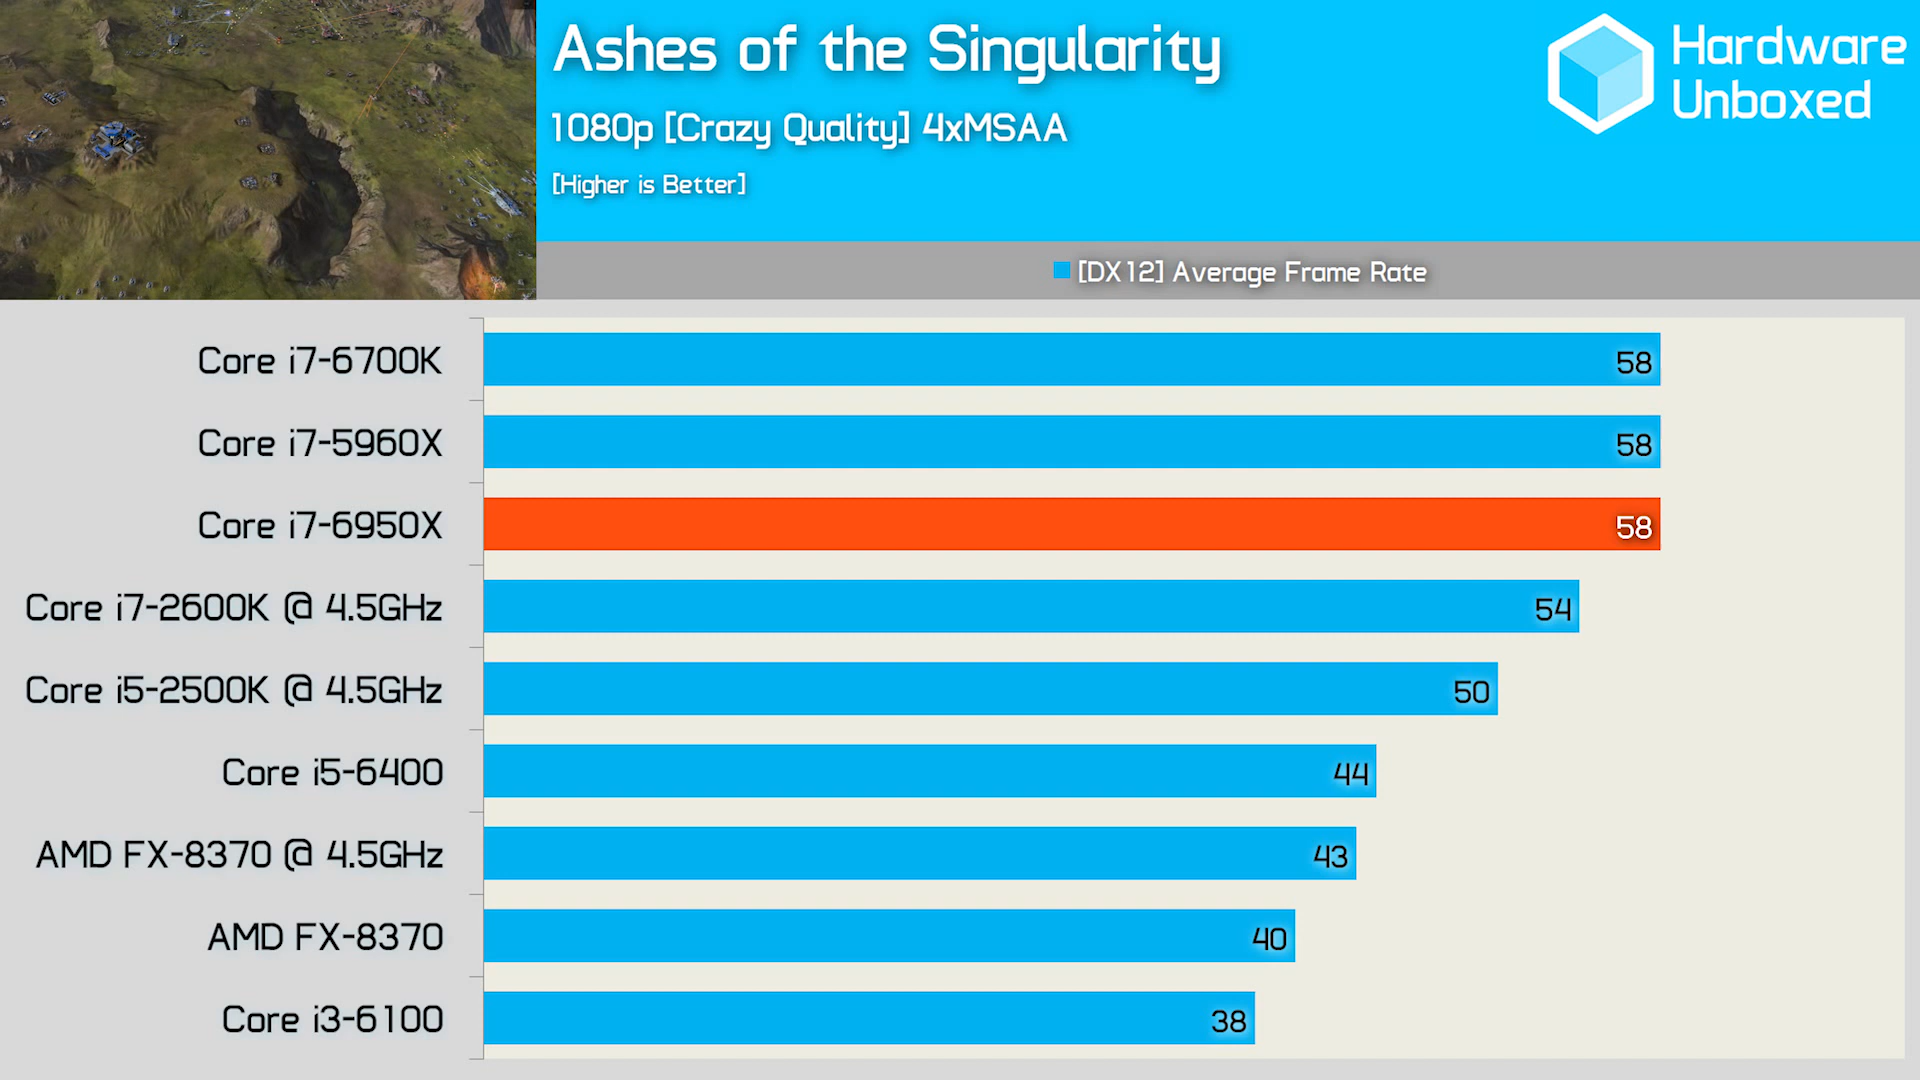 Ashes of the Singularity
1080p [Crazy Quality] 4xMSAA
[Higher is Better]
Hardware
Unboxed
[DX12] Average Frame Rate
Core i7-6700K 58
Core i7-5960X 58
Core i7-6950X 58
Core i7-2600K @ 4.5GHz 54
Core i5-2500K @ 4.5GHz 50
Core i5-6400 44
AMD FX-8370 @ 4.5GHz 43
AMD FX-8370 40
Core i3-6100 38